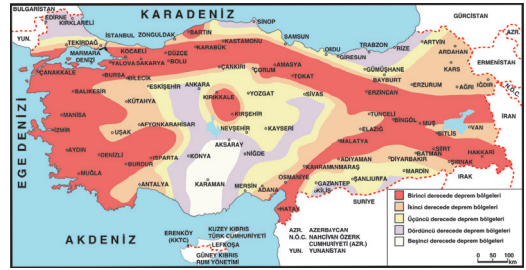 BULGARİSTAN
KARADENİZ
GÜRCİSTAN
EDİRNE
KIRKLARELİ
YUN.
TEKİRDAĞ
MARMARA
DENİZİ
İSTANBUL
ZONGULDAK
BARTIN
KASTAMONU
SİNOP
SAMSUN
ORDU
TRABZON
RİZE
ARTVİN
ARDAHAN
AZR.
KOCAELİ
DÜZCE
KARABÜK
GİRESUN
ERMENİSTAN
YALOVA
SAKARYA
BOLU
ÇANKIRI
ÇORUM
AMASYA
TOKAT
GÜMÜŞHANE
BAYBURT
KARS
ÇANAKKALE
BURSA
BİLECİK
ESKİŞEHİR
ANKARA
KIRIKKALE
YOZGAT
SİVAS
ERZİNCAN
ERZURUM
AĞRI
IĞDIR
N.Ö.C.
BALIKESİR
KÜTAHYA
İRAN
EGE DENİZİ
MANİSA
İZMİR
UŞAK
AFYONKARAHİSAR
KIRŞEHİR
NEVŞEHİR
KAYSERİ
TUNCELİ
BİNGÖL
MUŞ
BİTLİS
VAN
ELAZIĞ
MALATYA
AYDIN
DENİZLİ
ISPARTA
BURDUR
KONYA
AKSARAY
NİĞDE
KAHRAMANMARAŞ
ADIYAMAN
DİYARBAKIR
BATMAN
SİİRT
ŞIRNAK
HAKKARİ
MUĞLA
ANTALYA
KARAMAN
MERSİN
ADANA
OSMANİYE
GAZİANTEP
KİLİS
ŞANLIURFA
MARDİN
IRAK
HATAY
SURİYE
AKDENİZ
ERENKÖY
(KKTC)
KUZEY KIBRIS
TÜRK CUMHURİYETİ
LEFKOŞA
GÜNEY KIBRIS
RUM YÖNETİMİ
AZR. AZERBAYCAN
N.Ö.C. NAHÇIVAN ÖZERK
CUMHURİYETİ (AZR.)
YUN. YUNANİSTAN
Birinci derecede deprem bölgeleri
İkinci derecede deprem bölgeleri
Üçüncü derecede deprem bölgeleri
Dördüncü derecede deprem bölgeleri
Beşinci derecede deprem bölgeleri
0 50 100
km